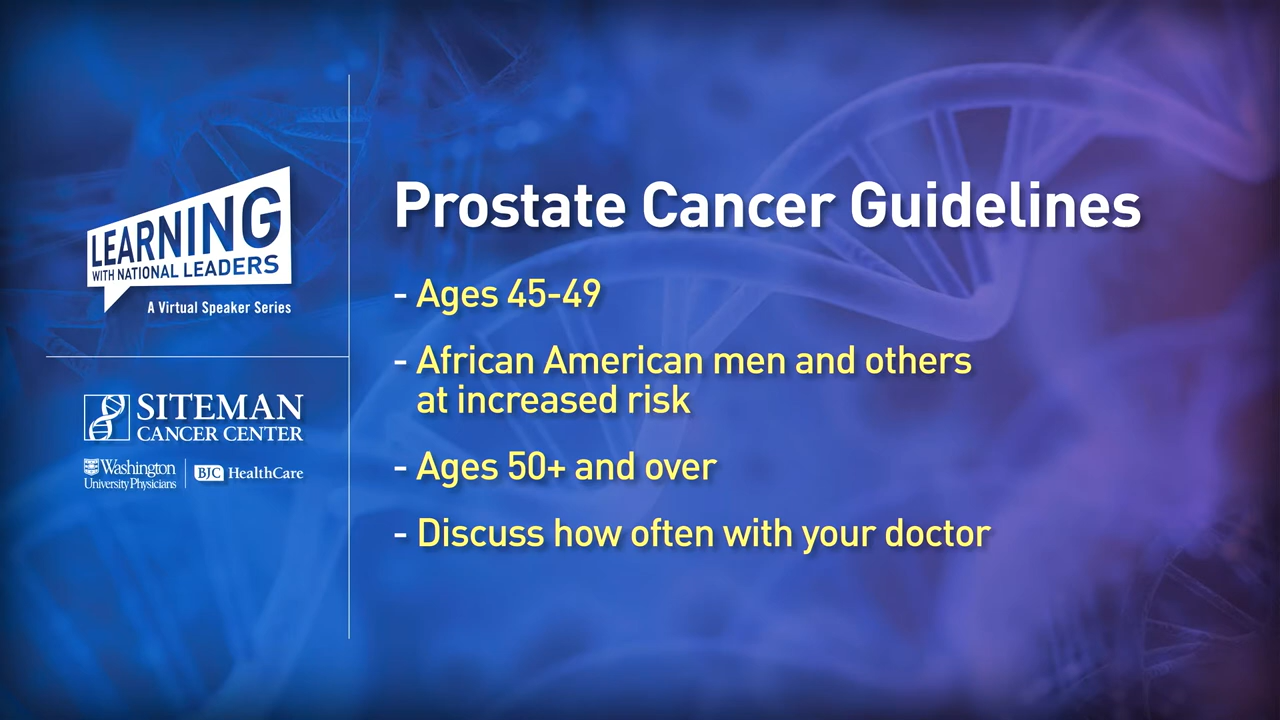 LEARNING
WITH NATIONAL LEADERS
A Virtual Speaker Series
SITEMAN
CANCER CENTER
Washington
University Physicians
BJC HealthCare
Prostate Cancer Guidelines
- Ages 45-49
- African American men and others
at increased risk
- Ages 50+ and over
- Discuss how often with your doctor